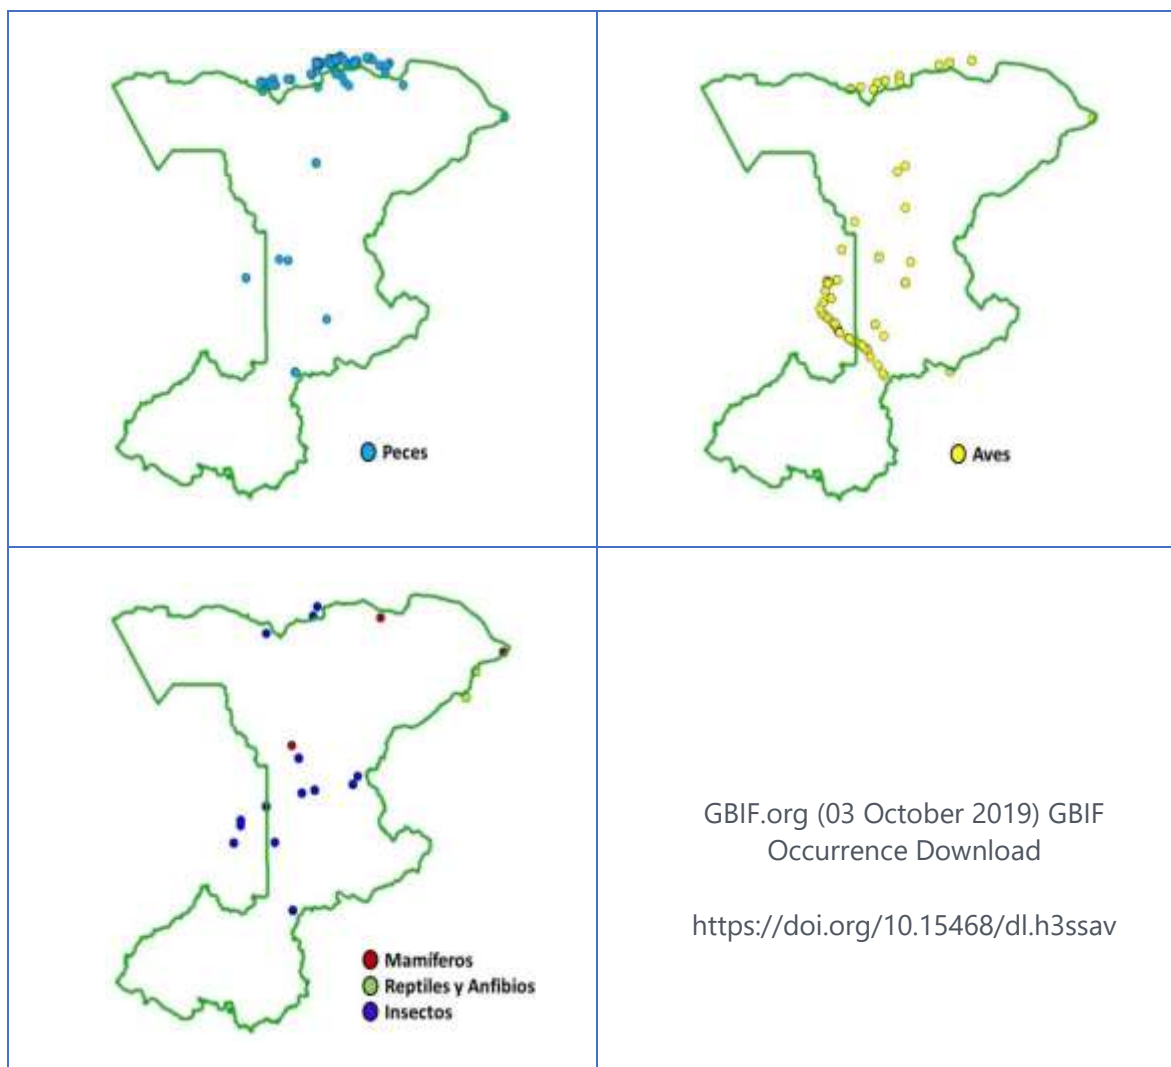 Peces
Aves
Mamíferos
Reptiles y Anfibios
Insectos
GBIF.org (03 October 2019) GBIF
Occurrence Download
https://doi.org/10.15468/dl.h3ssav